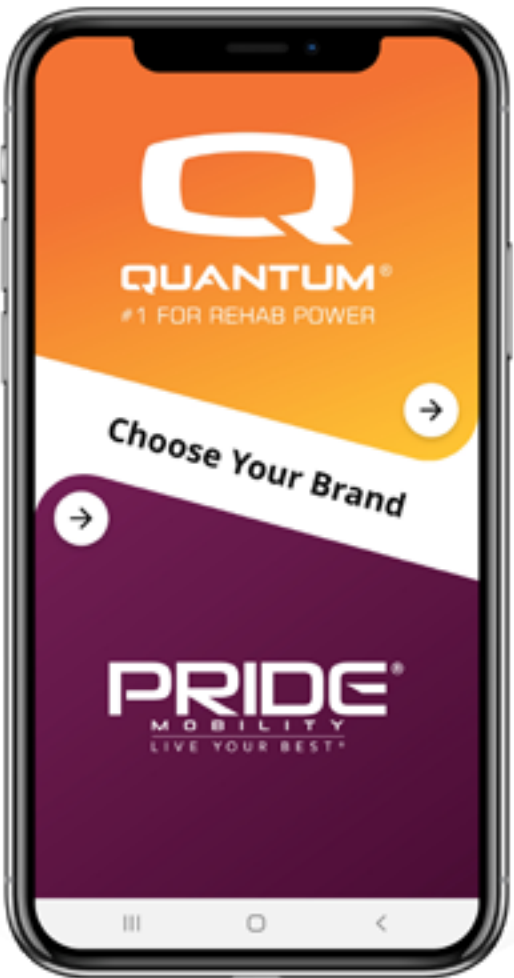 QUANTUM®
#1 FOR REHAB POWER
Choose Your Brand
PRIDE®
MOBILITY
LIVE YOUR BEST®